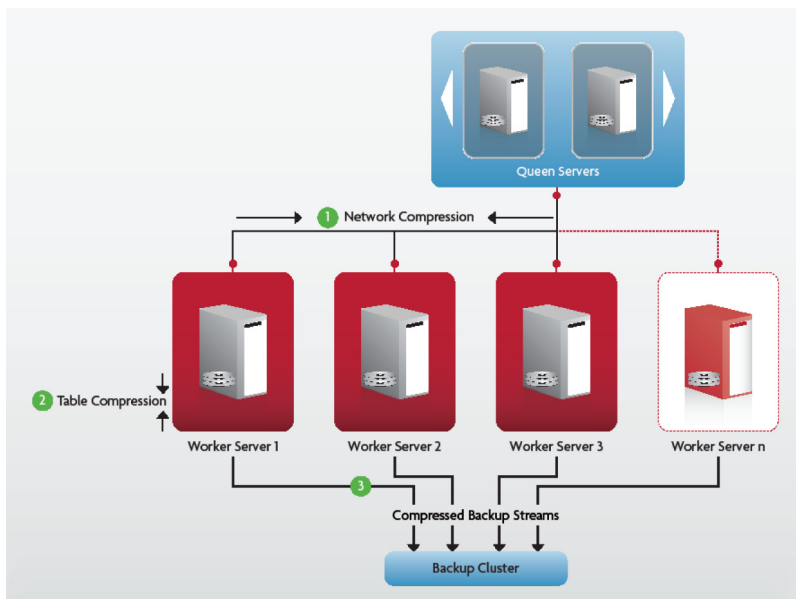 Queen Servers
1 Network Compression
2 Table Compression
Worker Server 1
Worker Server 2
Worker Server 3
Worker Server n
3
Compressed Backup Streams
Backup Cluster